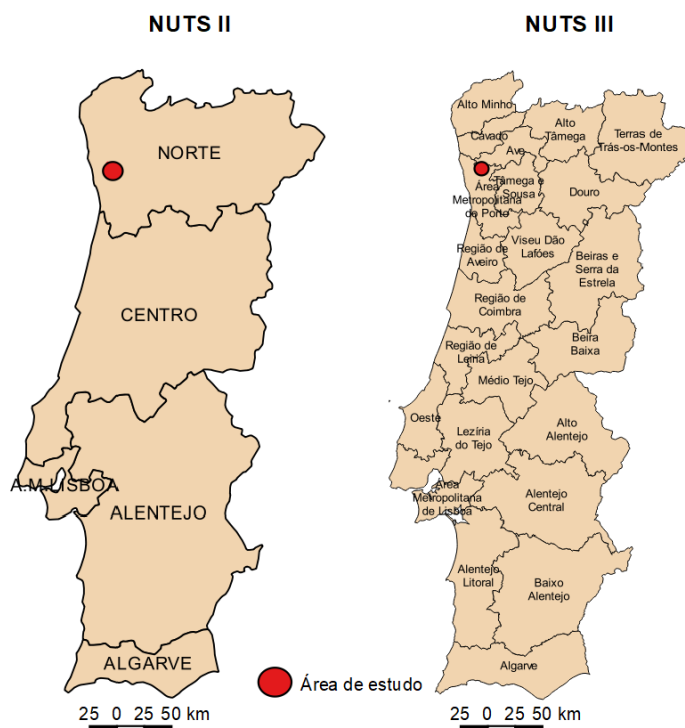 NUTS II
NUTS III
NORTE
CENTRO
A.M.LISBOA
ALENTEJO
ALGARVE
Alto Minho
Cávado
Alto
Tâmega
Terras de
Trás-os-Montes
Ave
Tâmega e
Sousa
Área
Metropolitana
do Porto
Douro
Região
de Aveiro
Viseu Dão
Lafões
Beiras e
Serra da
Estrela
Região de
Coimbra
Beira
Baixa
Região de
Leiria
Médio Tejo
Oeste
Lezíria
do Tejo
Alto
Alentejo
Área
Metropolitana
de Lisboa
Alentejo
Central
Alentejo
Litoral
Baixo
Alentejo
Algarve
Área de estudo
25 0 25 50 km
25 0 25 50 km